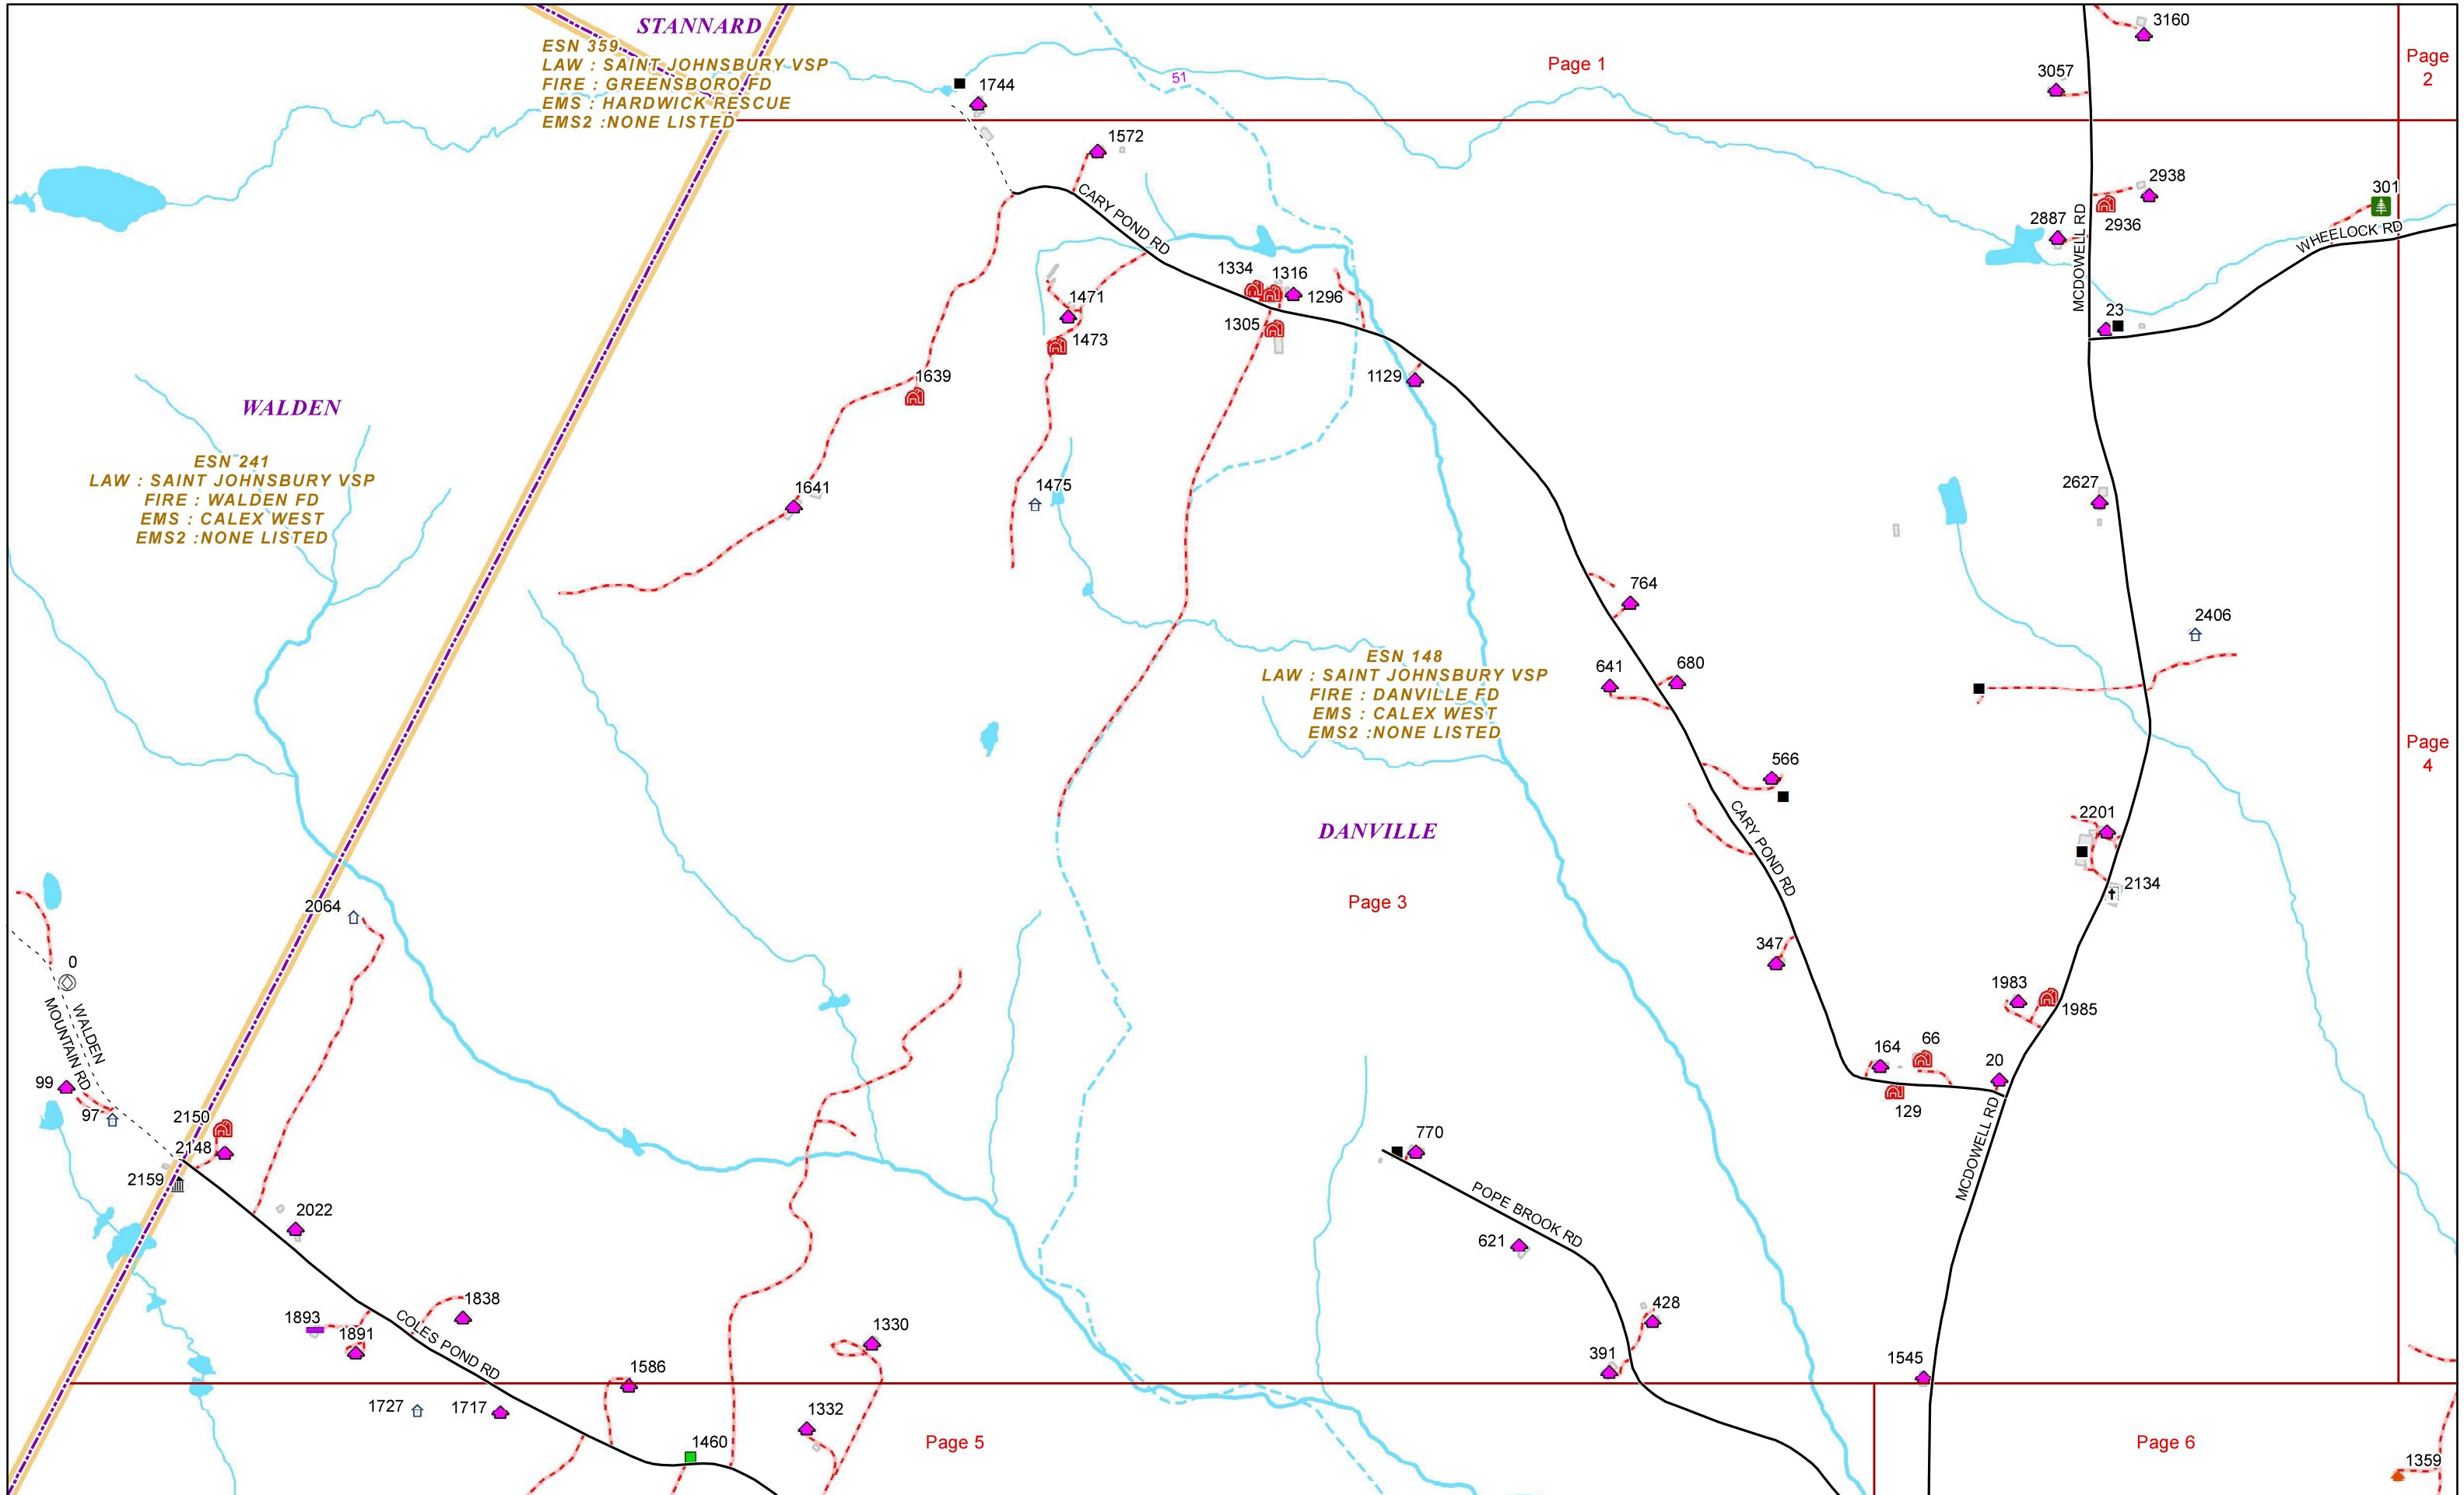 STANNARD
ESN 359
LAW : SAINT JOHNSBURY VSP
FIRE : GREENSBORO FD
EMS : HARDWICK RESCUE
EMS2 :NONE LISTED
Page 1
Page
2
51
3160
3057
1744
1572
CARY POND RD
2938
2936
2887
301
WHEELOCK RD
MCDOWELL RD
23
1334
1316
1296
1305
1471
1473
1129
1639
WALDEN
ESN 241
LAW : SAINT JOHNSBURY VSP
FIRE : WALDEN FD
EMS : CALEX WEST
EMS2 :NONE LISTED
1641
1475
2627
764
2406
ESN 148
LAW : SAINT JOHNSBURY VSP
FIRE : DANVILLE FD
EMS : CALEX WEST
EMS2 :NONE LISTED
641
680
566
Page
4
DANVILLE
CARY POND RD
2201
2134
Page 3
2064
347
0
WALDEN
MOUNTAIN RD
1983
1985
99
97
164
66
20
129
MCDOWELL RD
2150
2148
2159
770
POPE BROOK RD
2022
621
1838
1893
1891
COLES POND RD
1330
428
391
1586
1545
1727
1717
1332
1460
Page 5
Page 6
1359